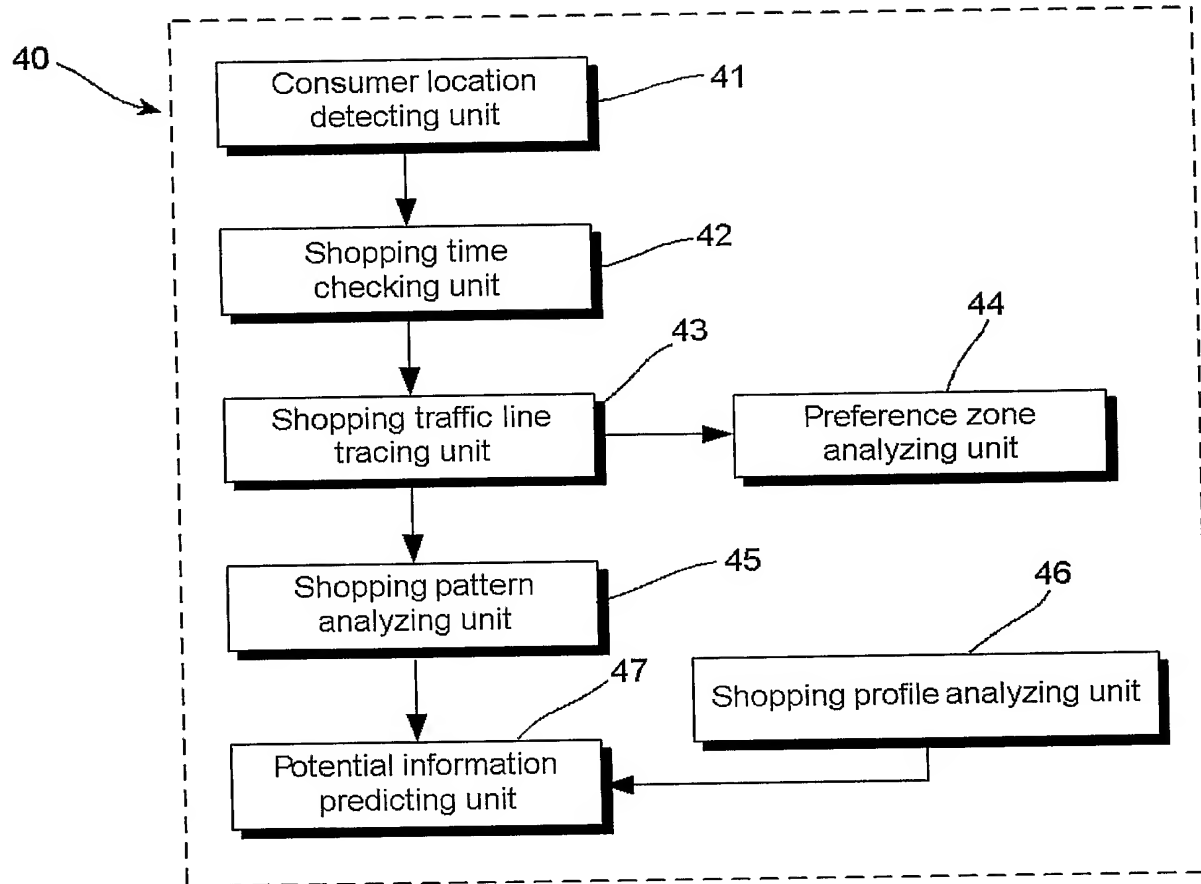 40
Consumer location
detecting unit
41
Shopping time
checking unit
42
Shopping traffic line
tracing unit
43
Preference zone
analyzing unit
44
Shopping pattern
analyzing unit
45
Shopping profile analyzing unit
46
Potential information
predicting unit
47